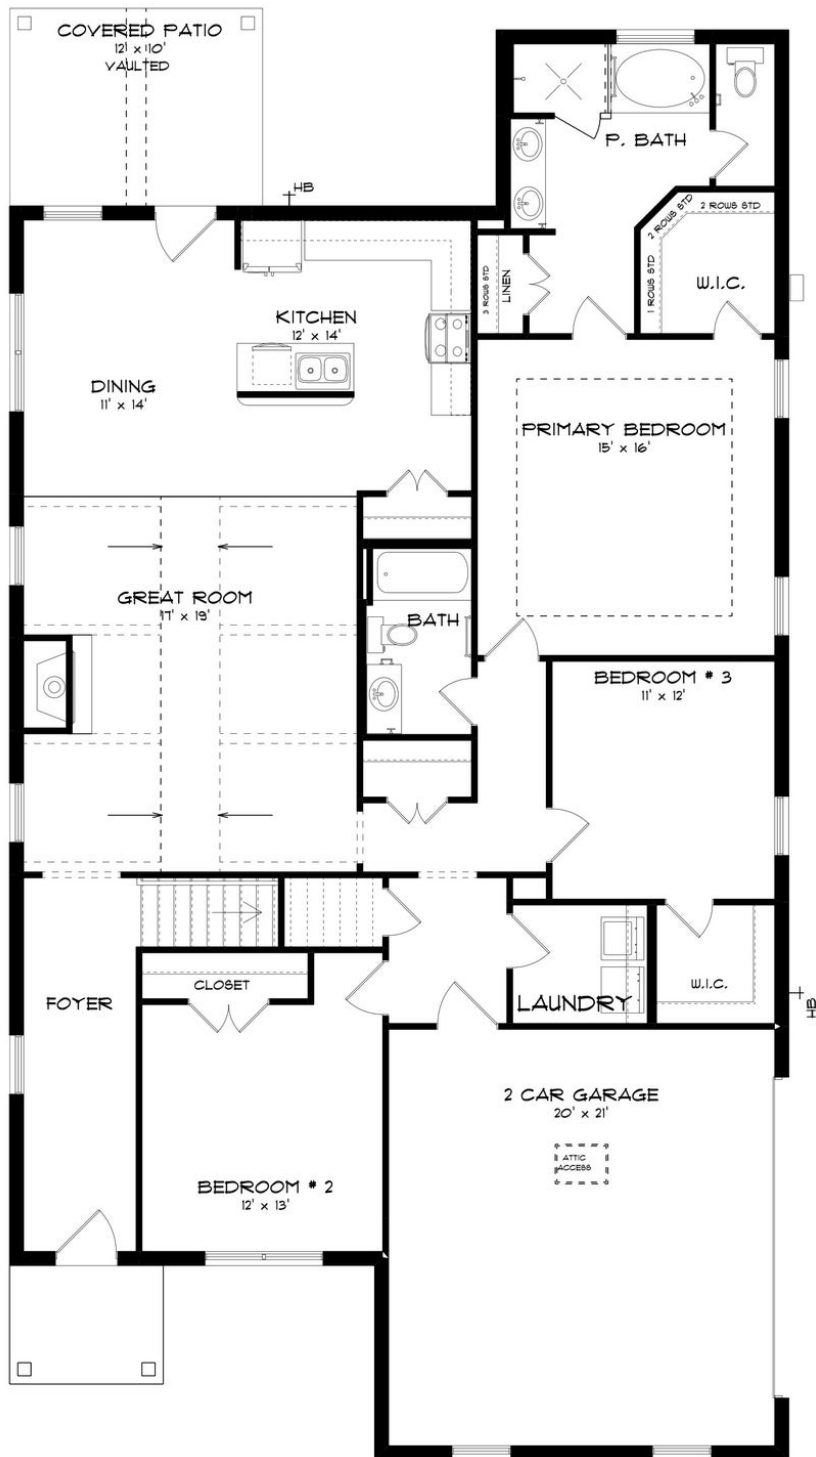 COVERED PATIO
12' x 10'
VAULTED
HB
P. BATH
2 ROWS STD
2 ROWS STD
1 ROWS STD
W.I.C.
3 ROWS STD
LINEN
KITCHEN
12' x 14'
DINING
11' x 14'
PRIMARY BEDROOM
15' x 16'
GREAT ROOM
17' x 19'
BATH
BEDROOM # 3
11' x 12'
CLOSET
FOYER
LAUNDRY
W.I.C.
HB
2 CAR GARAGE
20' x 21'
ATTIC
ACCESS
BEDROOM # 2
12' x 13'